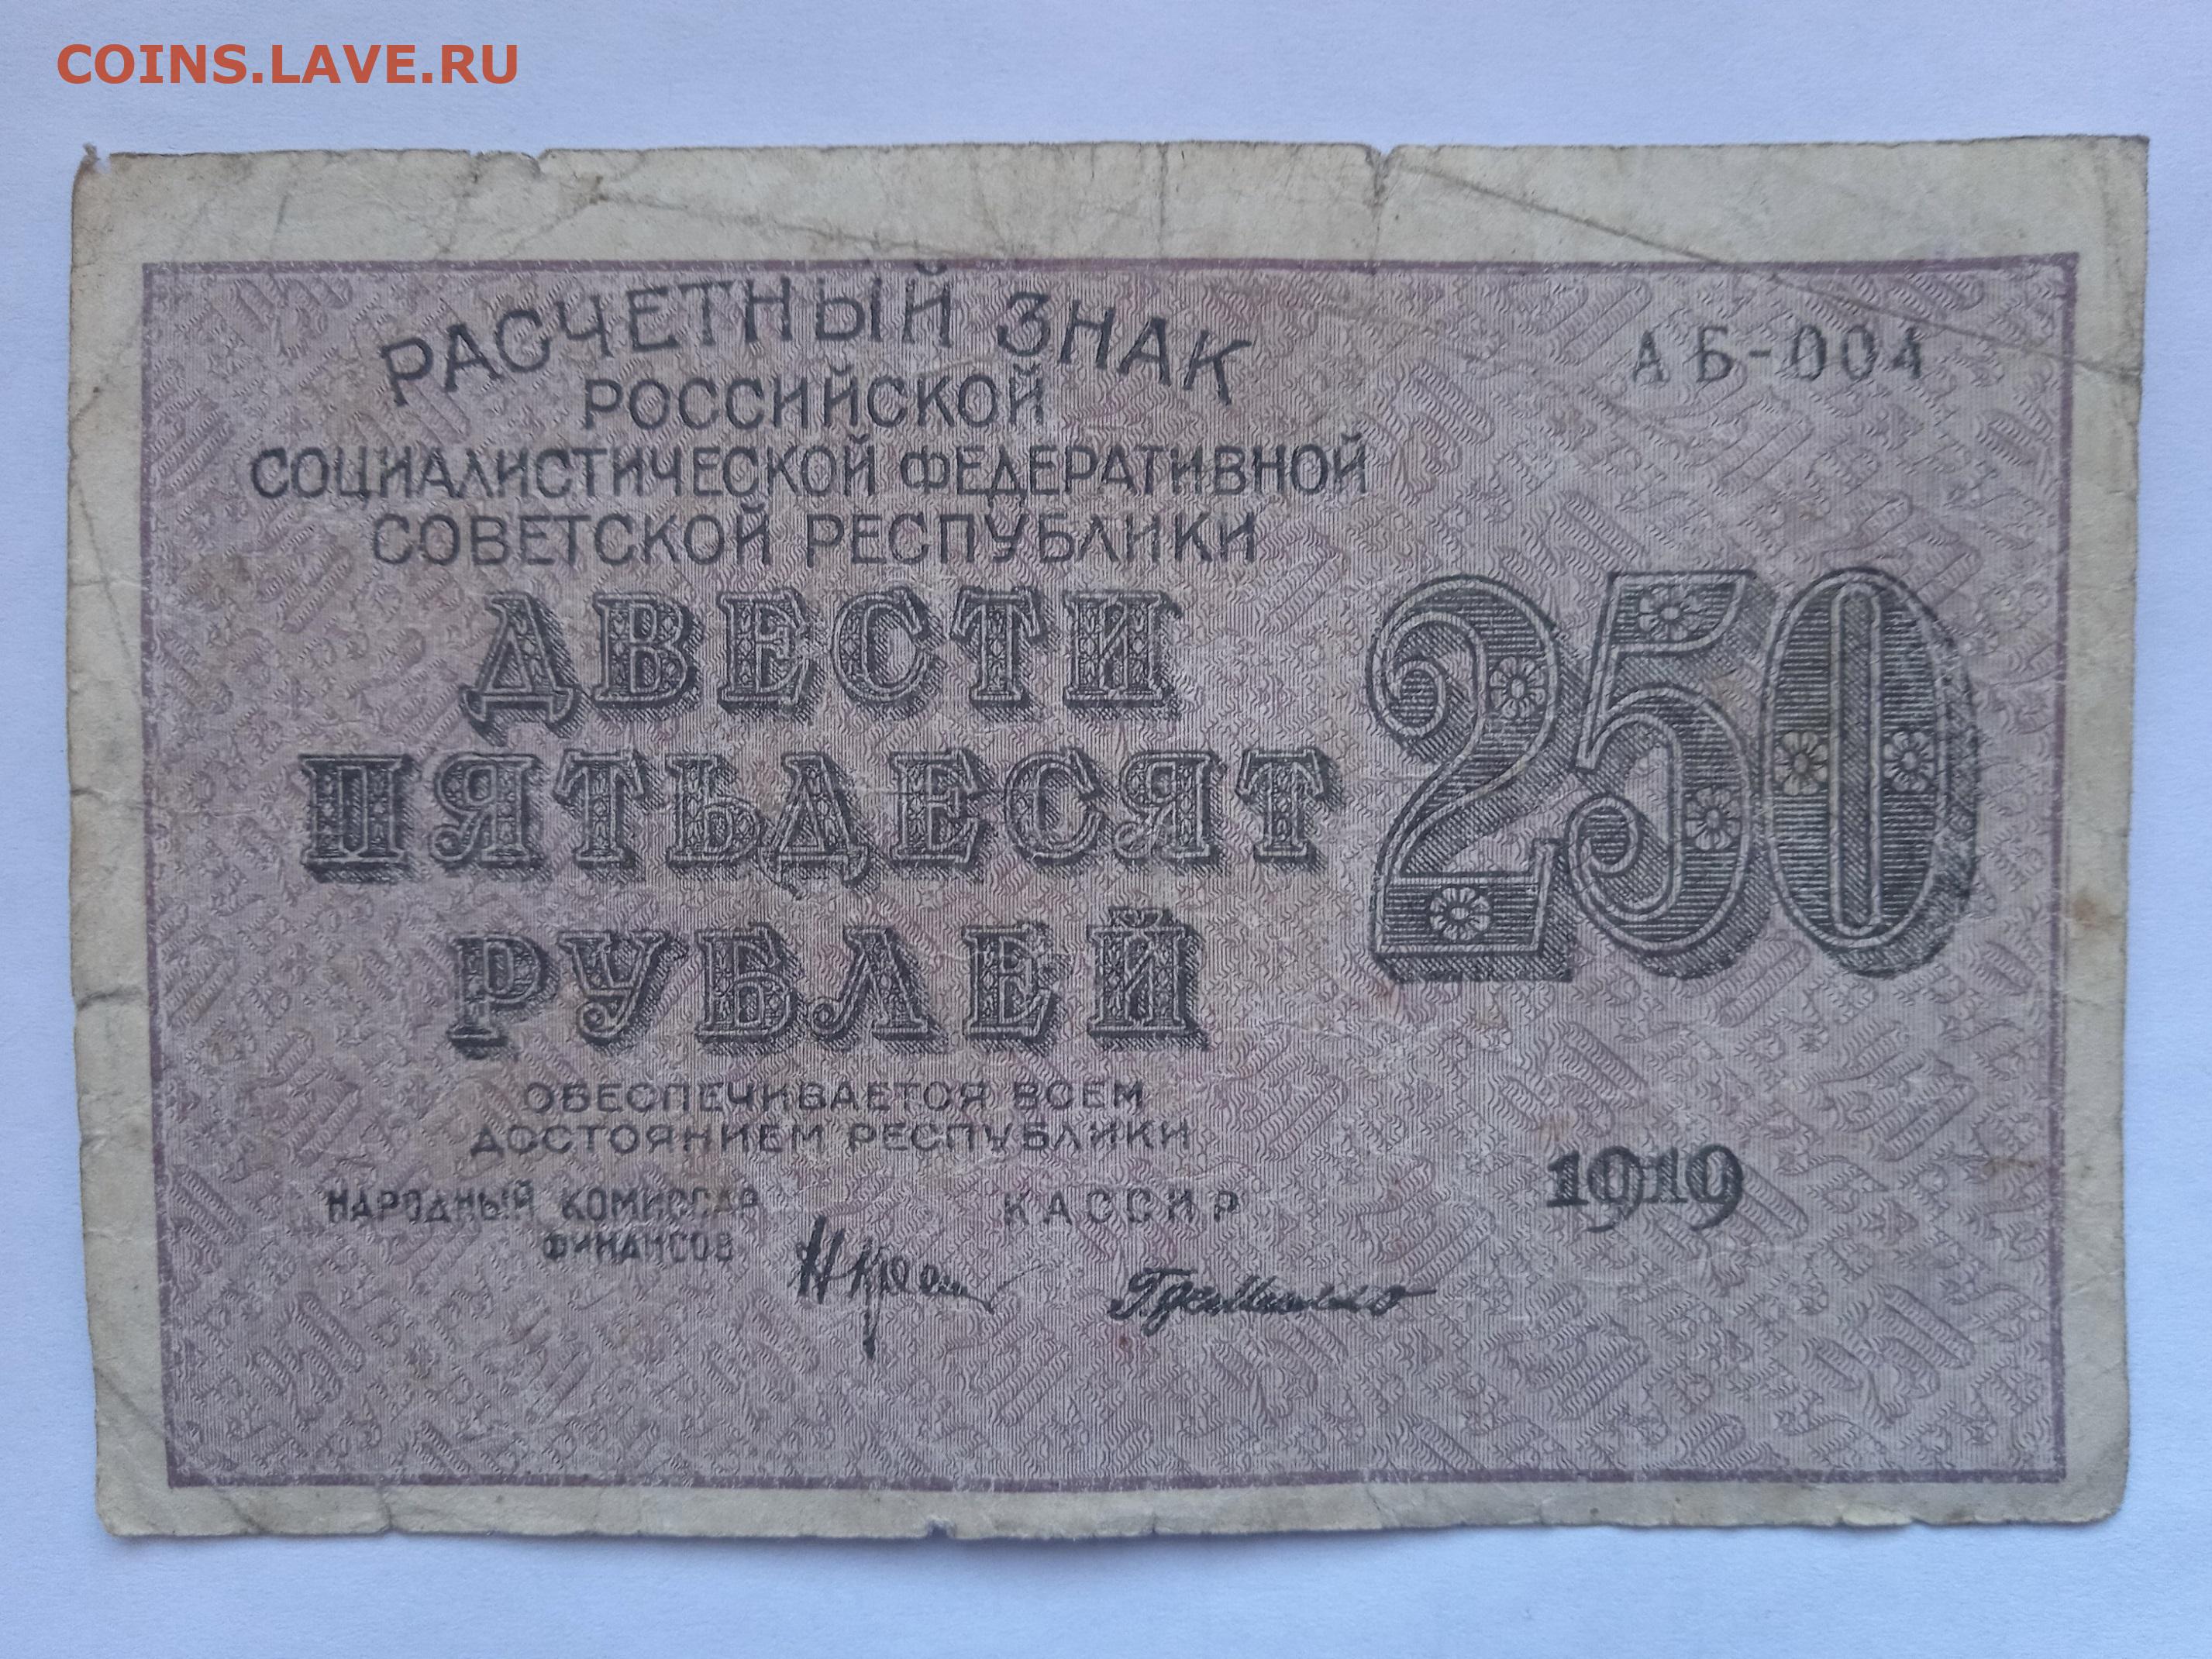 COINS.LAVE.RU
РАСЧЕТНЫЙ ЗНАК
АБ-004
РОССИЙСКОЙ
СОЦИАЛИСТИЧЕСКОЙ ФЕДЕРАТИВНОЙ
СОВЕТСКОЙ РЕСПУБЛИКИ
ДВЕСТИ
ПЯТЬДЕСЯТ
РУБЛЕЙ
250
ОБЕСПЕЧИВАЕТСЯ ВСЕМ
ДОСТОЯНИЕМ РЕСПУБЛИКИ
НАРОДНЫЙ КОМИССАР
ФИНАНСОВ
КАССИР
1919